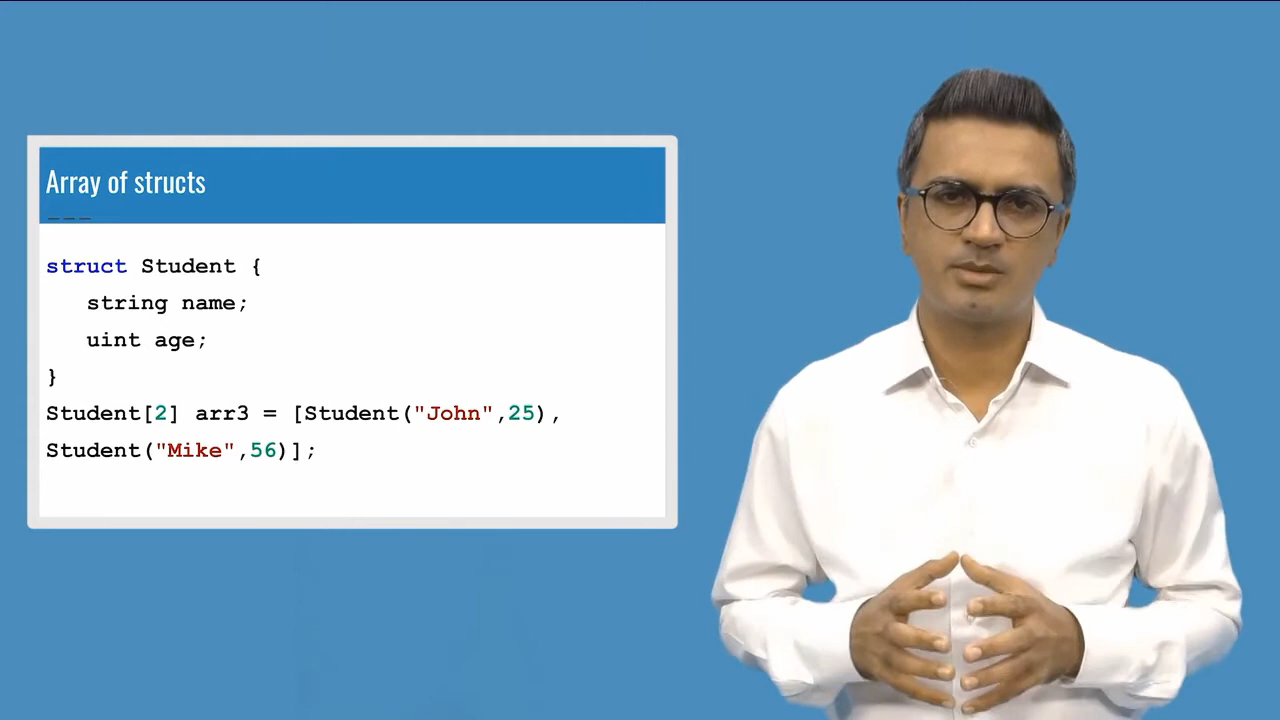 Array of structs
struct Student {
string name;
uint age;
}
Student[2] arr3 = [Student("John",25),
Student("Mike",56)];